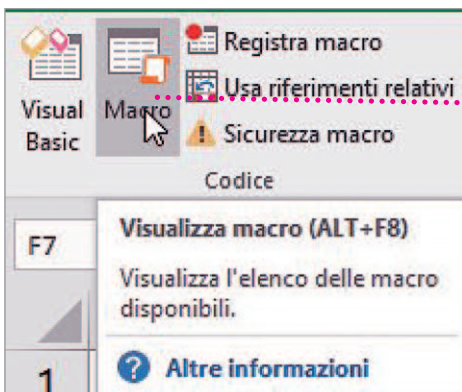 Visual
Basic
Macro
Registra macro
Usa riferimenti relativi
Sicurezza macro
Codice
F7
Visualizza macro (ALT+F8)
Visualizza l'elenco delle macro
disponibili.
Altre informazioni
1